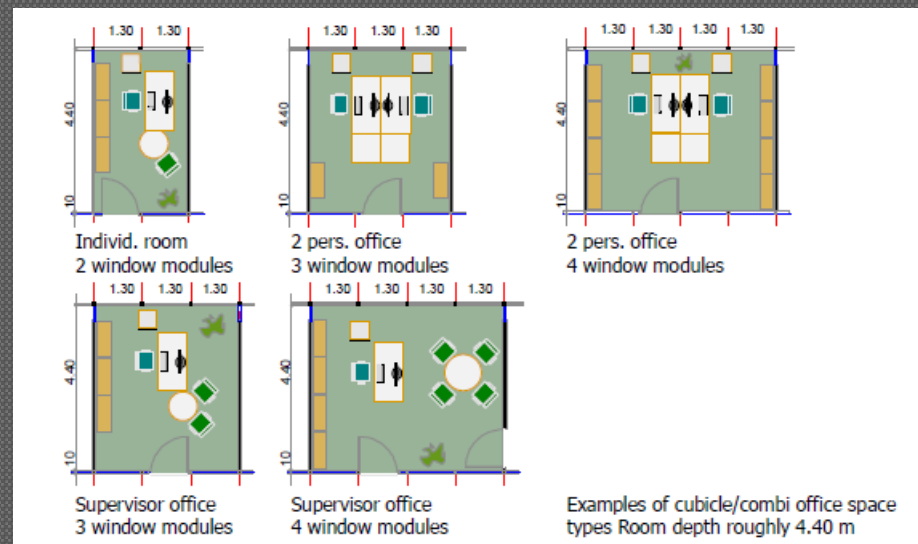 1.30 1.30
4.40
10
Individ. room
2 window modules
1.30 1.30 1.30
4.40
10
2 pers. office
3 window modules
1.30 1.30 1.30 1.30
4.40
10
2 pers. office
4 window modules
1.30 1.30 1.30
4.40
10
Supervisor office
3 window modules
1.30 1.30 1.30 1.30
4.40
10
Supervisor office
4 window modules
Examples of cubicle/combi office space
types Room depth roughly 4.40 m